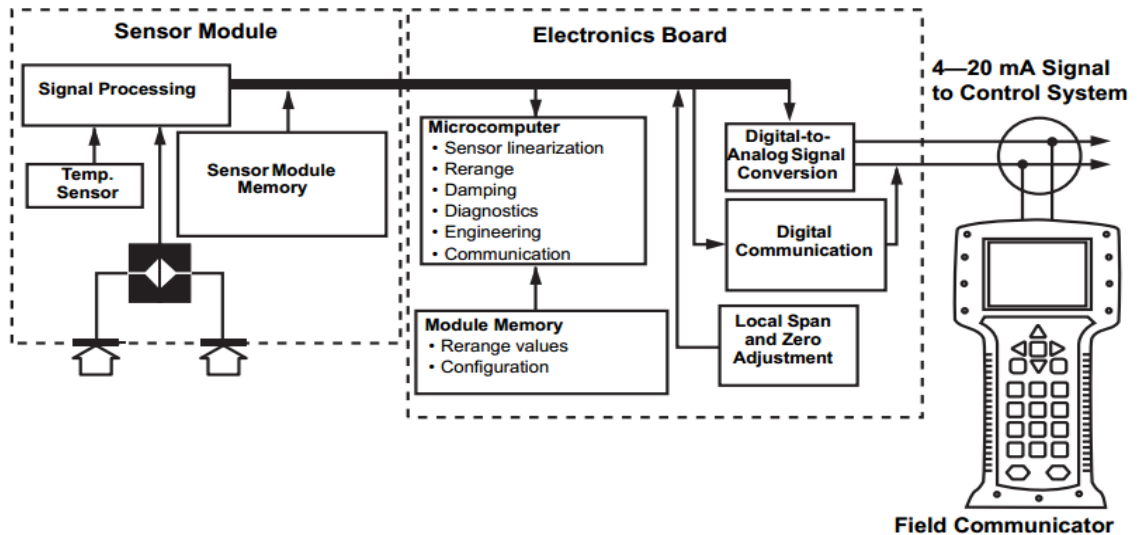 Sensor Module
Signal Processing
Temp.
Sensor
Sensor Module
Memory
Electronics Board
Microcomputer
• Sensor linearization
• Rerange
• Damping
• Diagnostics
• Engineering
• Communication
Module Memory
• Rerange values
• Configuration
Digital-to-
Analog Signal
Conversion
Digital
Communication
Local Span
and Zero
Adjustment
4—20 mA Signal
to Control System
Field Communicator